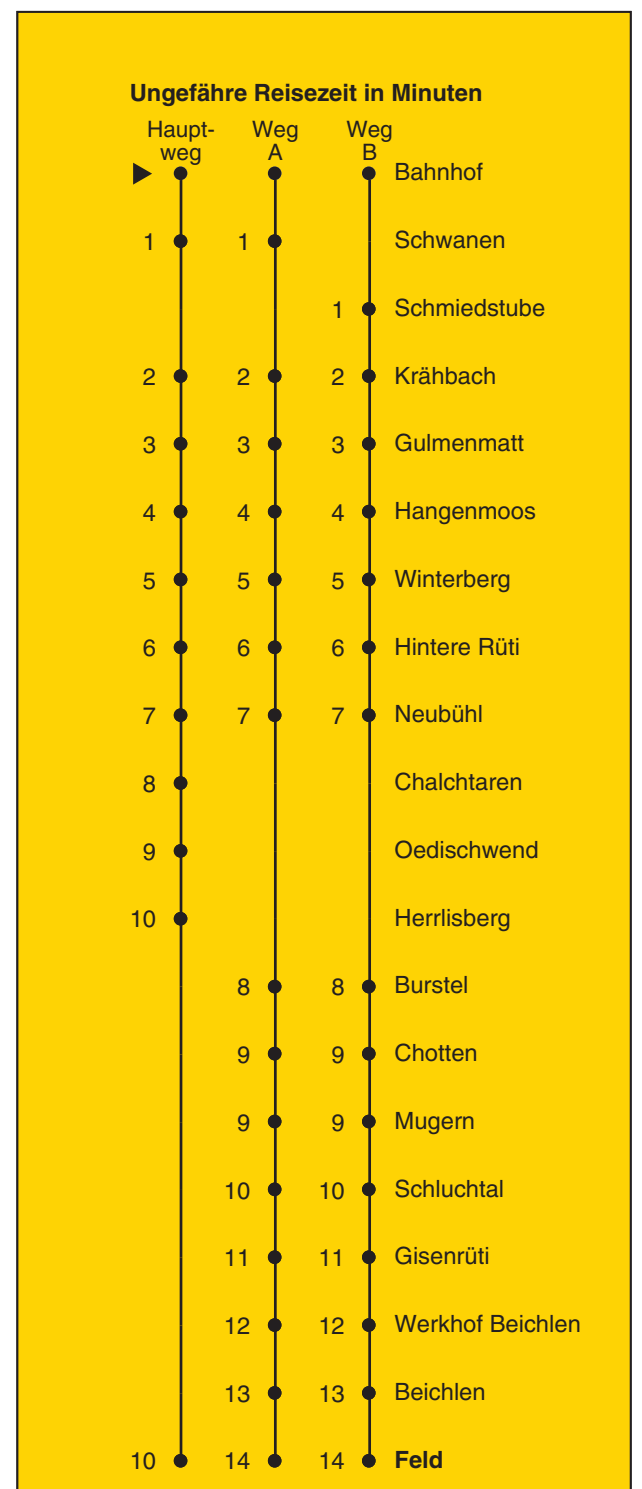 Ungefähre Reisezeit in Minuten
Haupt- Weg Weg
weg A B
Bahnhof
1 1 Schwanen
1 Schmiedstube
2 2 2 Krähbach
3 3 3 Gulmenmatt
4 4 4 Hangenmoos
5 5 5 Winterberg
6 6 6 Hintere Rüti
7 7 7 Neubühl
8 Chalchtaren
9 Oedischwend
10 Herrlisberg
8 8 Burstel
9 9 Chotten
9 9 Mugern
10 10 Schluchtal
11 11 Gisenrüti
12 12 Werkhof Beichlen
13 13 Beichlen
10 14 14 Feld